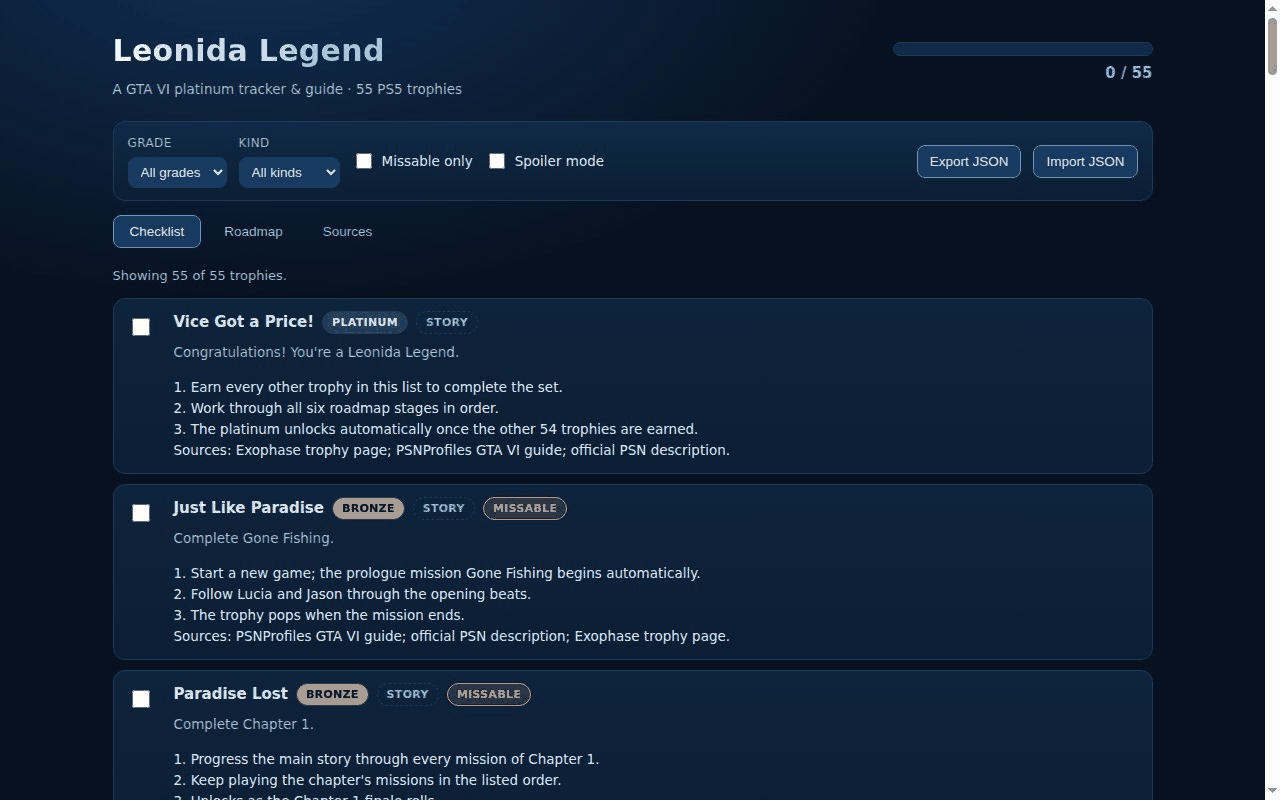 Leonida Legend
0 / 55
A GTA VI platinum tracker & guide · 55 PS5 trophies
GRADE
KIND
All grades
All kinds
Missable only
Spoiler mode
Export JSON
Import JSON
Checklist
Roadmap
Sources
Showing 55 of 55 trophies.
Vice Got a Price! PLATINUM STORY
Congratulations! You're a Leonida Legend.
1. Earn every other trophy in this list to complete the set.
2. Work through all six roadmap stages in order.
3. The platinum unlocks automatically once the other 54 trophies are earned.
Sources: Exophase trophy page; PSNProfiles GTA VI guide; official PSN description.
Just Like Paradise BRONZE STORY MISSABLE
Complete Gone Fishing.
1. Start a new game; the prologue mission Gone Fishing begins automatically.
2. Follow Lucia and Jason through the opening beats.
3. The trophy pops when the mission ends.
Sources: PSNProfiles GTA VI guide; official PSN description; Exophase trophy page.
Paradise Lost BRONZE STORY MISSABLE
Complete Chapter 1.
1. Progress the main story through every mission of Chapter 1.
2. Keep playing the chapter's missions in the listed order.
3. Unlocks as the Chapter 1 finale rolls.